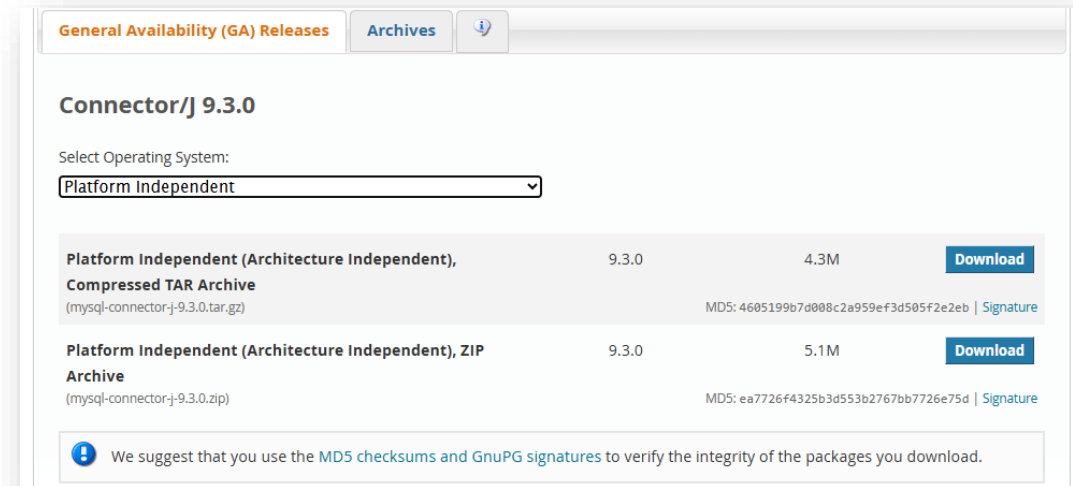 General Availability (GA) Releases
Archives
Connector/J 9.3.0
Select Operating System:
Platform Independent
Platform Independent (Architecture Independent),
9.3.0
4.3M
Download
Compressed TAR Archive
(mysql-connector-j-9.3.0.tar.gz)
MD5: 4605199b7d008c2a959ef3d505f2e2eb | Signature
Platform Independent (Architecture Independent), ZIP
9.3.0
5.1M
Download
Archive
(mysql-connector-j-9.3.0.zip)
MD5: ea7726f4325b3d553b2767bb7726e75d | Signature
We suggest that you use the MD5 checksums and GnuPG signatures to verify the integrity of the packages you download.